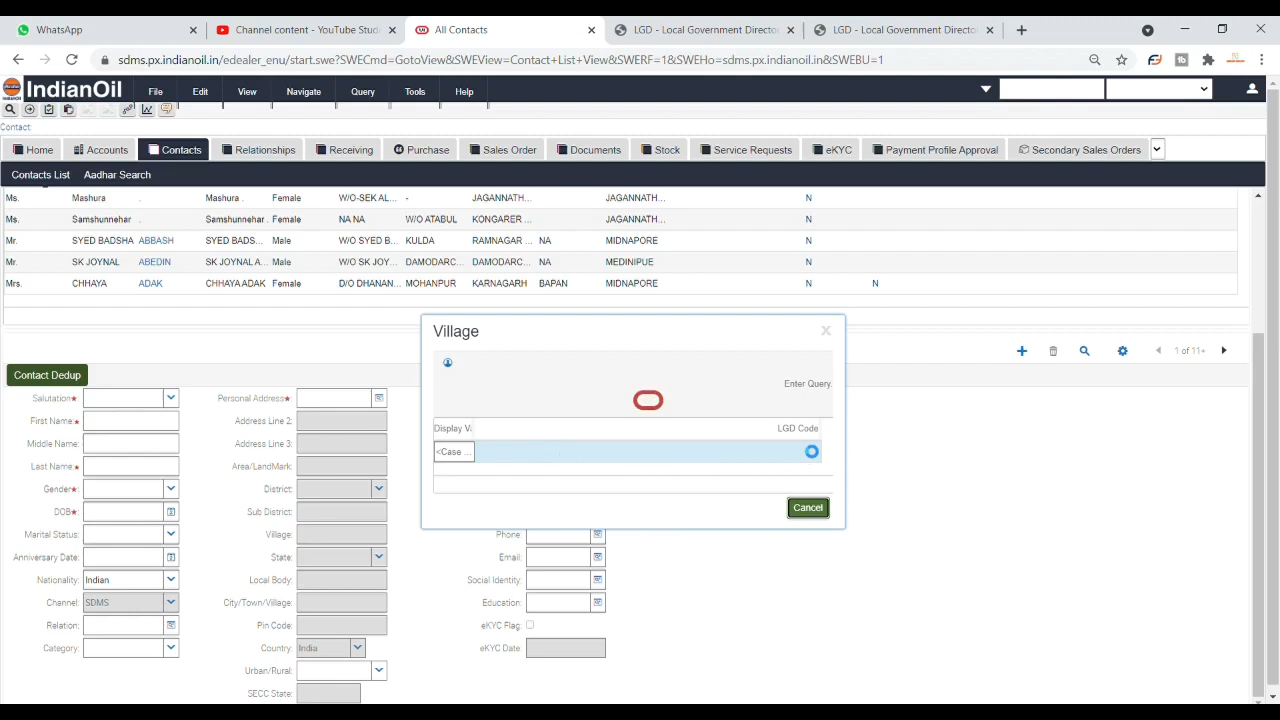 WhatsApp
Channel content - YouTube Studi
All Contacts
LGD - Local Government Director
LGD - Local Government Director
sdms.px.indianoil.in/edealer_enu/start.swe?SWECmd=GotoView&SWEView=Contact+List+View&SWERF=1&SWEHo=sdms.px.indianoil.in&SWEBU=1
IndianOil File Edit View Navigate Query Tools Help
Contact:
Home Accounts Contacts Relationships Receiving Purchase Sales Order Documents Stock Service Requests eKYC Payment Profile Approval Secondary Sales Orders
Contacts List Aadhar Search
Ms. Mashura . Mashura . Female W/O-SEK AL... - JAGANNATH... JAGANNATH... N
Ms. Samshunnehar . Samshunnehar . Female NA NA W/O ATABUL KONGARER ... JAGANNATH... N
Mr. SYED BADSHA ABBASH SYED BADS... Male W/O SYED B... KULDA RAMNAGAR ... NA MIDNAPORE N
Mr. SK JOYNAL ABEDIN SK JOYNAL A... Male W/O SK JOY... DAMODARC... DAMODARC... NA MEDINIPUE N
Mrs. CHHAYA ADAK CHHAYA ADAK Female D/O DHANAN... MOHANPUR KARNAGARH BAPAN MIDNAPORE N N
Village x
Enter Query.
Display Va LGD Code
<Case ...
Cancel
1 of 11+
Contact Dedup
Salutation* Personal Address*
First Name:* Address Line 2:
Middle Name: Address Line 3:
Last Name:* Area/LandMark:
Gender* District:
DOB* Sub District:
Marital Status: Village: Phone:
Anniversary Date: State: Email:
Nationality: Indian Local Body: Social Identity:
Channel: SDMS City/Town/Village: Education:
Relation: Pin Code: eKYC Flag:
Category: Country: India eKYC Date:
Urban/Rural:
SECC State: